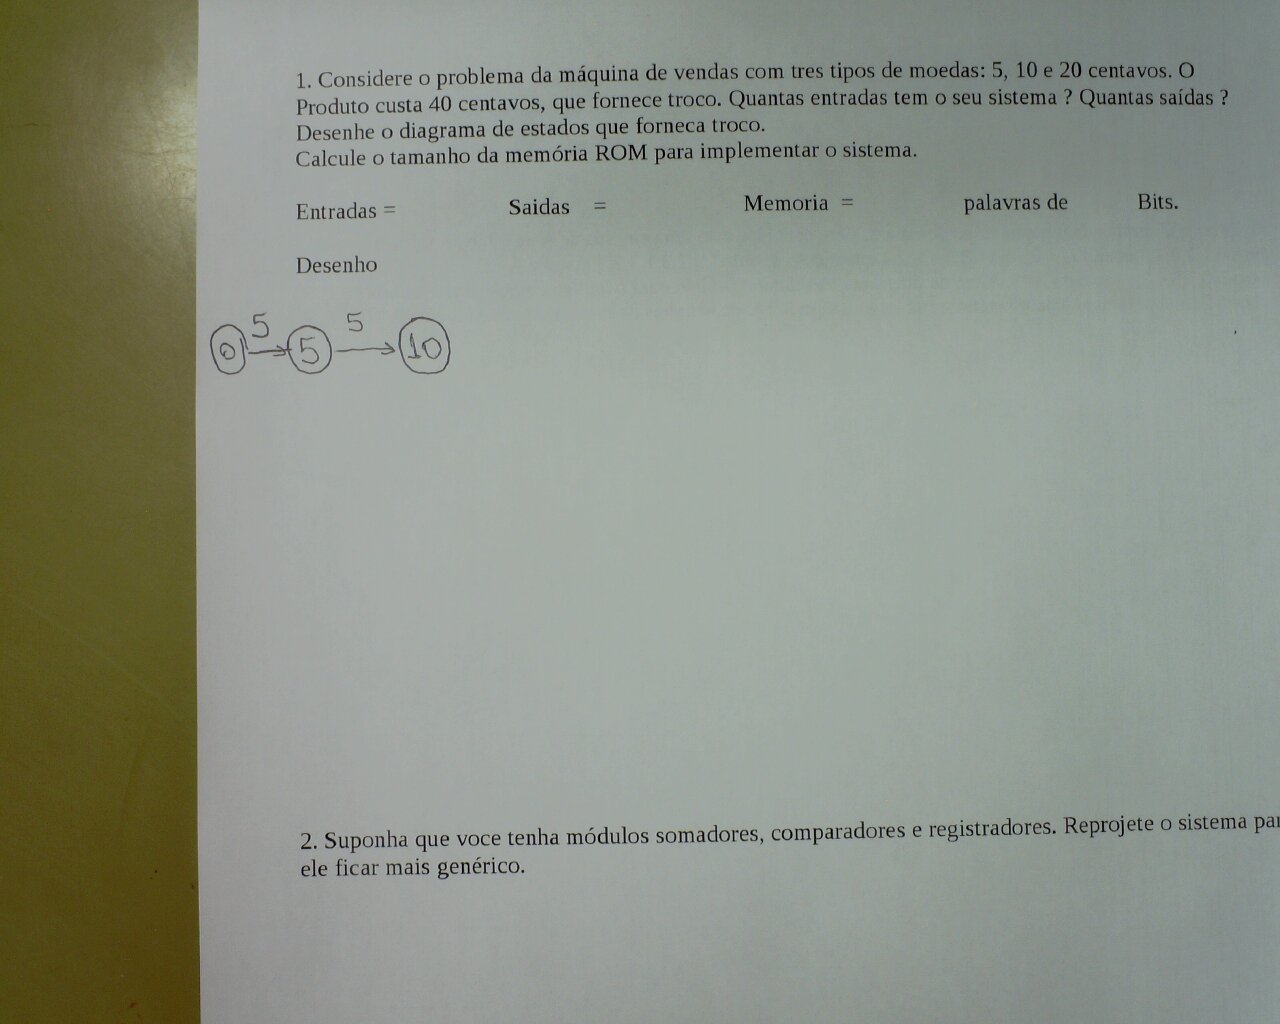 1. Considere o problema da máquina de vendas com tres tipos de moedas: 5, 10 e 20 centavos. O
Produto custa 40 centavos, que fornece troco. Quantas entradas tem o seu sistema ? Quantas saídas ?
Desenhe o diagrama de estados que forneca troco.
Calcule o tamanho da memória ROM para implementar o sistema.
Entradas = Saidas = Memoria = palavras de Bits.
Desenho
5 5
0 5 10
2. Suponha que voce tenha módulos somadores, comparadores e registradores. Reprojete o sistema
ele ficar mais genérico.